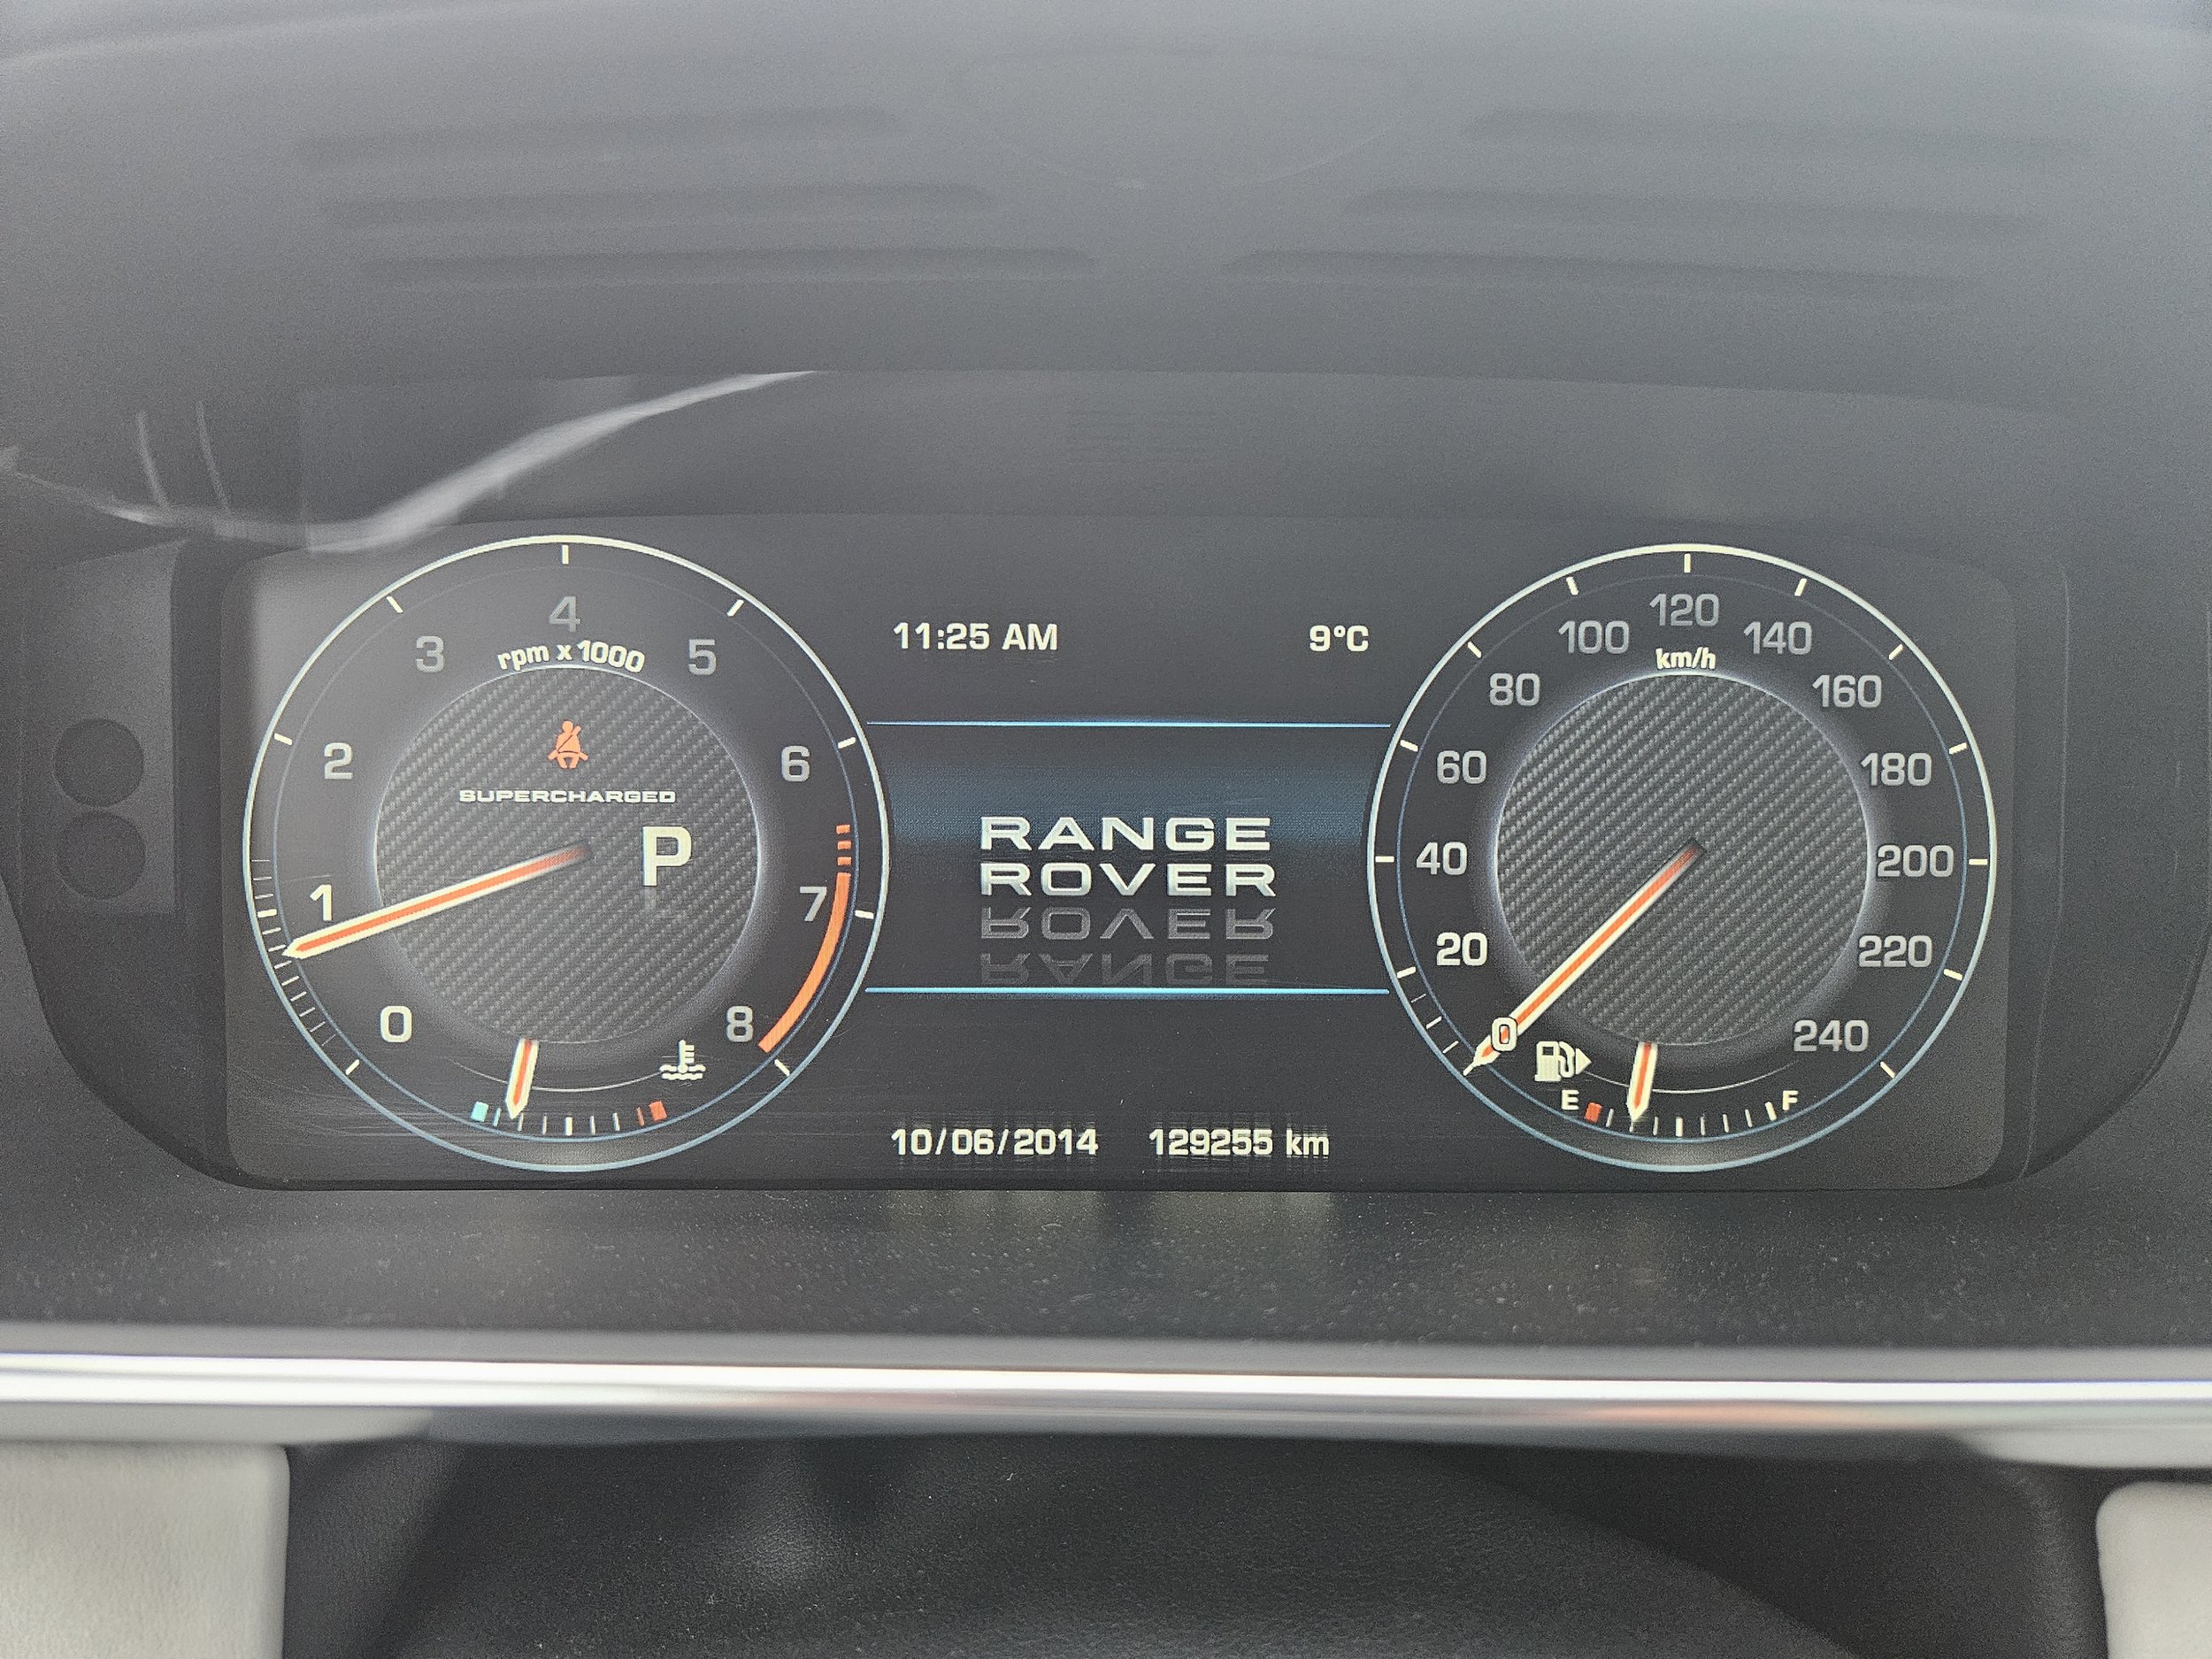 11:25 AM 9°C
4
3 5
rpm x 1000
2 6
SUPERCHARGED
P
1 7
0 8
RANGE
ROVER
120
100 140
km/h
80 160
60 180
40 200
20 220
0 240
E F
10/06/2014 129255 km